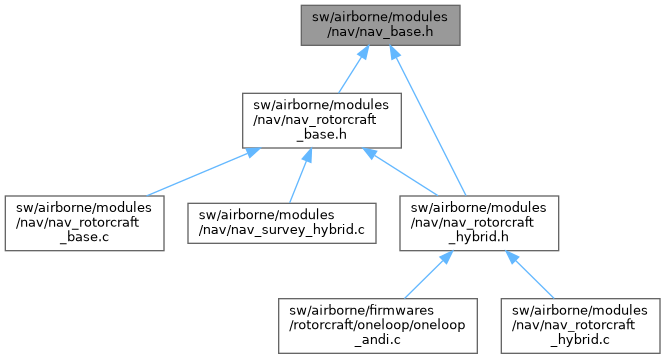 sw/airborne/modules
/nav/nav_base.h
sw/airborne/modules
/nav/nav_rotorcraft
_base.h
sw/airborne/modules
/nav/nav_rotorcraft
_base.c
sw/airborne/modules
/nav/nav_survey_hybrid.c
sw/airborne/modules
/nav/nav_rotorcraft
_hybrid.h
sw/airborne/firmwares
/rotorcraft/oneloop/oneloop
_andi.c
sw/airborne/modules
/nav/nav_rotorcraft
_hybrid.c